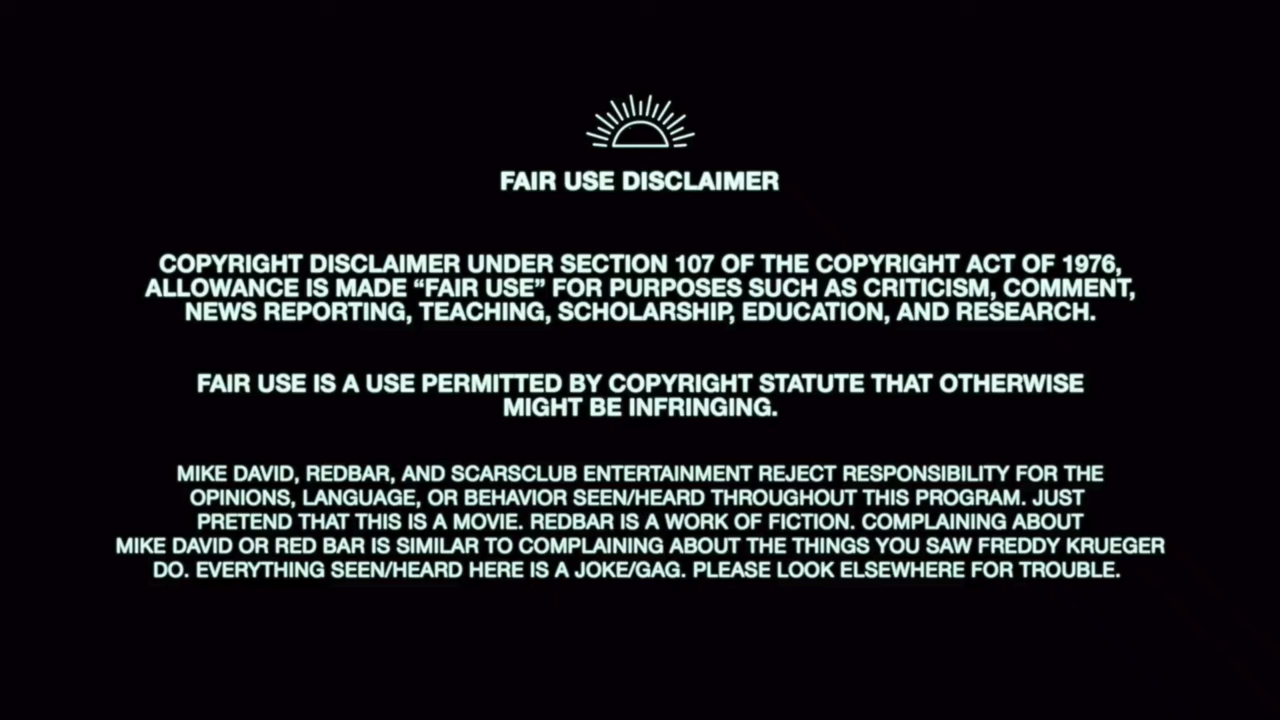 FAIR USE DISCLAIMER
COPYRIGHT DISCLAIMER UNDER SECTION 107 OF THE COPYRIGHT ACT OF 1976,
ALLOWANCE IS MADE “FAIR USE” FOR PURPOSES SUCH AS CRITICISM, COMMENT,
NEWS REPORTING, TEACHING, SCHOLARSHIP, EDUCATION, AND RESEARCH.
FAIR USE IS A USE PERMITTED BY COPYRIGHT STATUTE THAT OTHERWISE
MIGHT BE INFRINGING.
MIKE DAVID, REDBAR, AND SCARSCLUB ENTERTAINMENT REJECT RESPONSIBILITY FOR THE
OPINIONS, LANGUAGE, OR BEHAVIOR SEEN/HEARD THROUGHOUT THIS PROGRAM. JUST
PRETEND THAT THIS IS A MOVIE. REDBAR IS A WORK OF FICTION. COMPLAINING ABOUT
MIKE DAVID OR RED BAR IS SIMILAR TO COMPLAINING ABOUT THE THINGS YOU SAW FREDDY KRUEGER
DO. EVERYTHING SEEN/HEARD HERE IS A JOKE/GAG. PLEASE LOOK ELSEWHERE FOR TROUBLE.